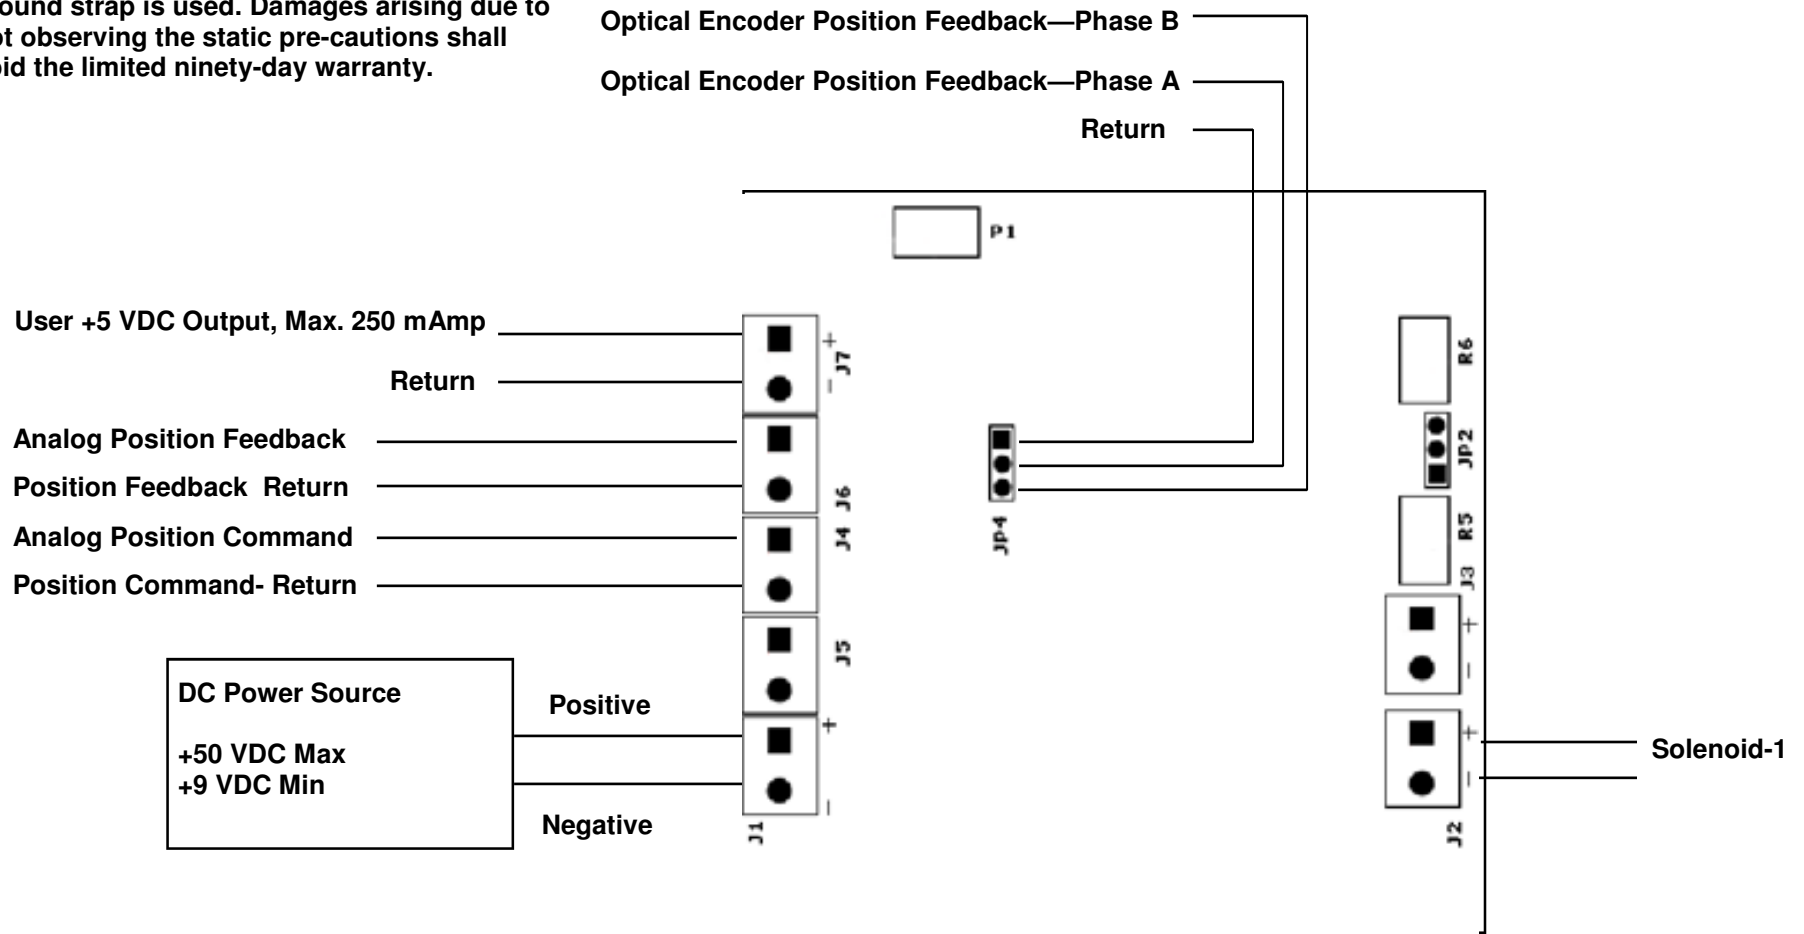 ound strap is used. Damages arising due to
ot observing the static pre-cautions shall
oid the limited ninety-day warranty.
Optical Encoder Position Feedback—Phase B
Optical Encoder Position Feedback—Phase A
Return
P1
User +5 VDC Output, Max. 250 mAmp
Return
+
J7
–
Analog Position Feedback
Position Feedback  Return
J6
Analog Position Command
J4
Position Command- Return
J5
JP4
R6
JP2
R5
J3
+
–
DC Power Source
+50 VDC Max
+9 VDC Min
Positive
Negative
+
–
J1
+
–
J2
Solenoid-1